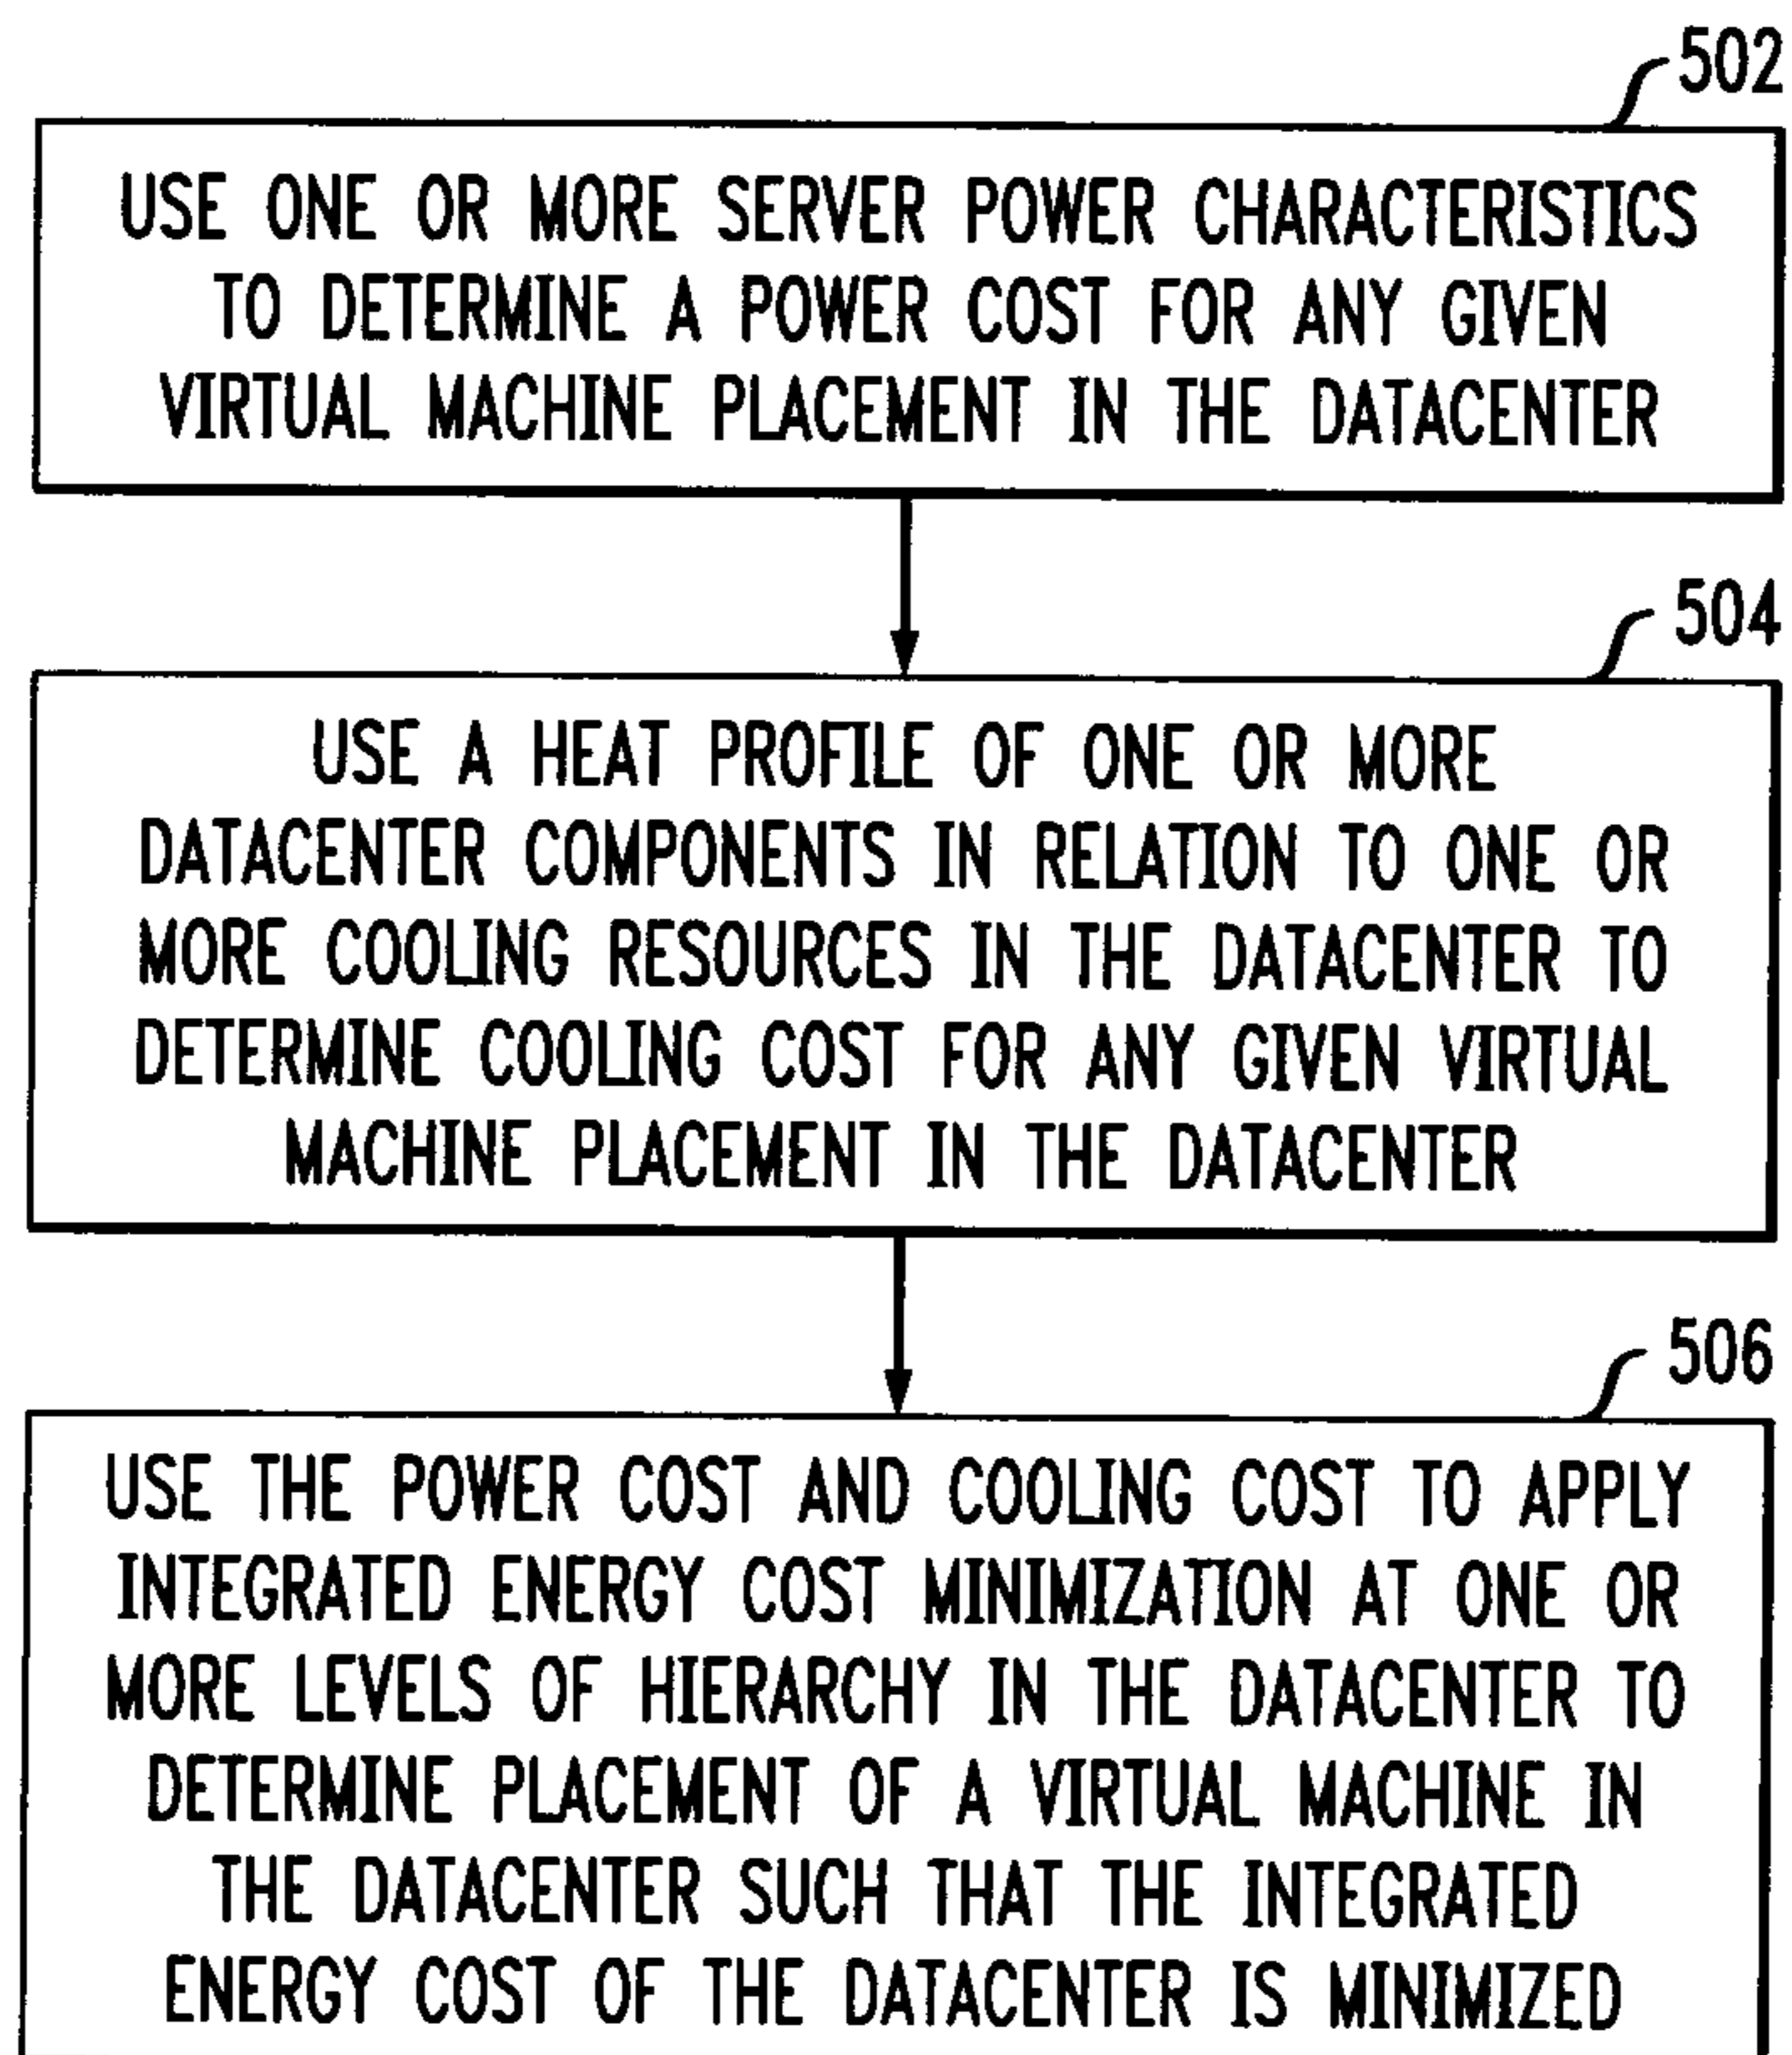 502
USE ONE OR MORE SERVER POWER CHARACTERISTICS
TO DETERMINE A POWER COST FOR ANY GIVEN
VIRTUAL MACHINE PLACEMENT IN THE DATACENTER
504
USE A HEAT PROFILE OF ONE OR MORE
DATACENTER COMPONENTS IN RELATION TO ONE OR
MORE COOLING RESOURCES IN THE DATACENTER TO
DETERMINE COOLING COST FOR ANY GIVEN VIRTUAL
MACHINE PLACEMENT IN THE DATACENTER
506
USE THE POWER COST AND COOLING COST TO APPLY
INTEGRATED ENERGY COST MINIMIZATION AT ONE OR
MORE LEVELS OF HIERARCHY IN THE DATACENTER TO
DETERMINE PLACEMENT OF A VIRTUAL MACHINE IN
THE DATACENTER SUCH THAT THE INTEGRATED
ENERGY COST OF THE DATACENTER IS MINIMIZED